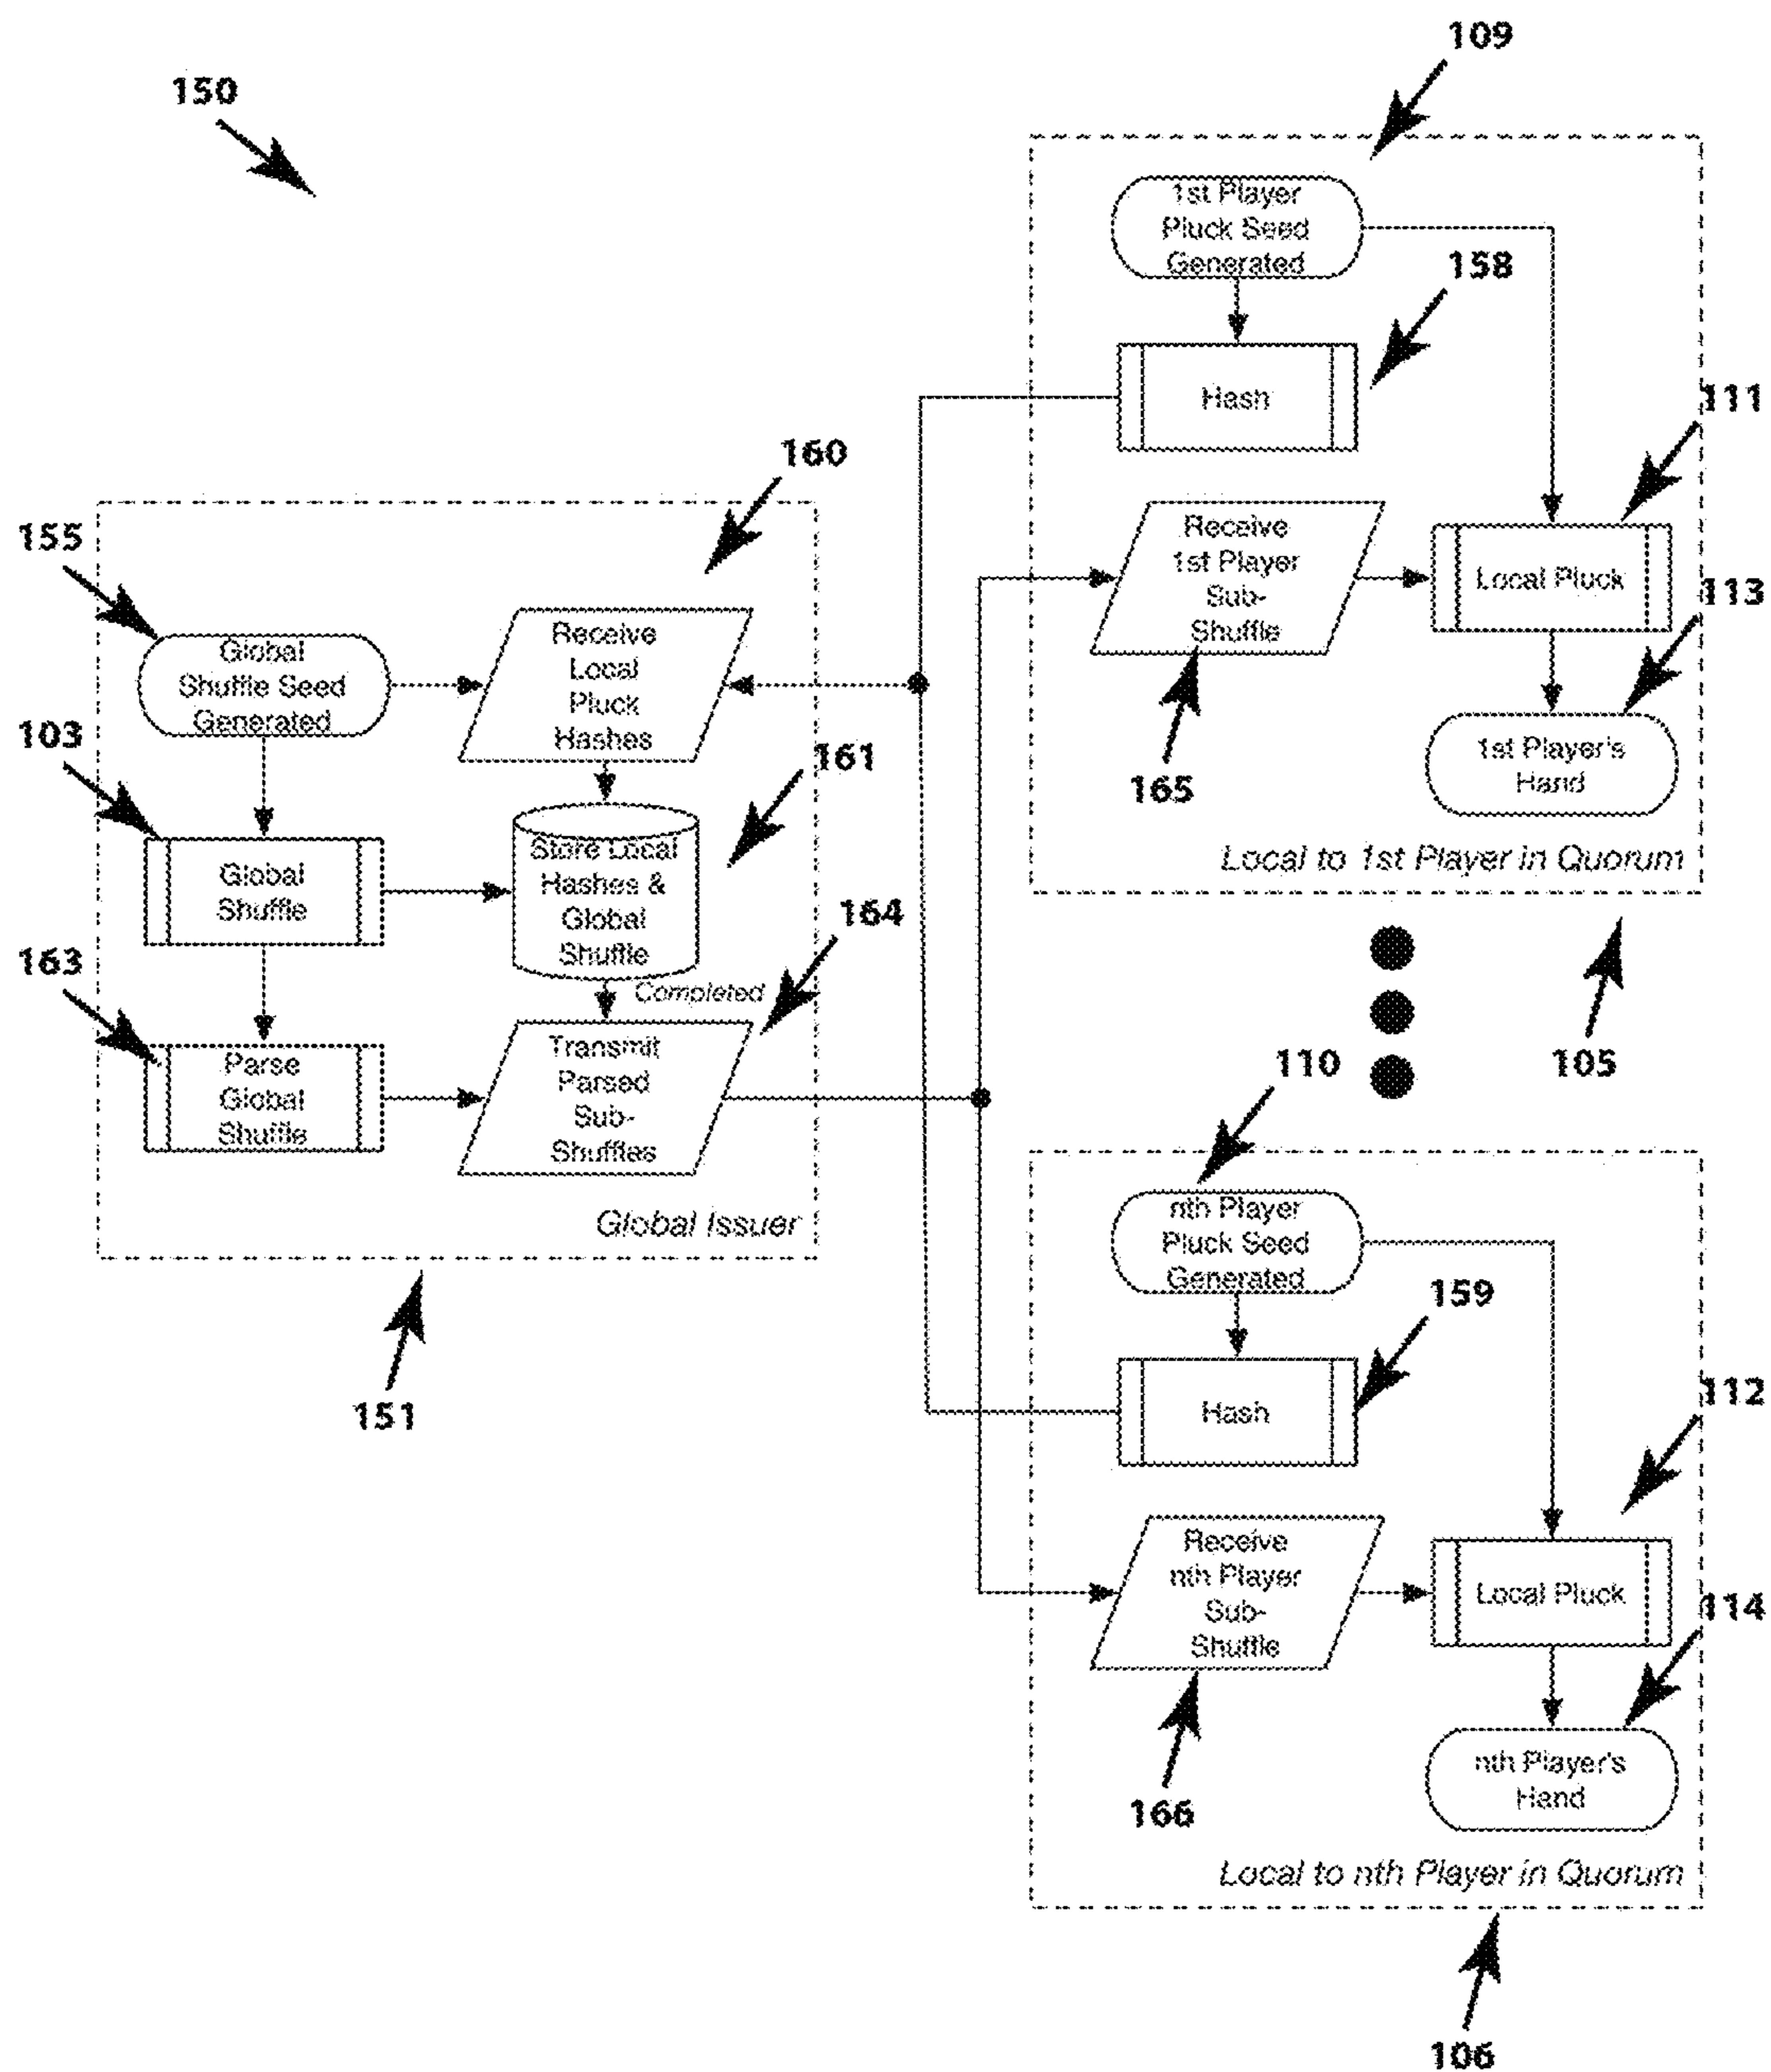 150
109
1st Player
Pluck Seed
Generated
158
Hash
111
160
Receive
1st Player
Sub-
Shuffle
Local Pluck
155
113
Global
Shuffle Seed
Generated
Receive
Local
Pluck
Hashes
103
161
165
1st Player's
Hand
Global
Shuffle
Store Local
Hashes &
Global
Shuffle
Local to 1st Player in Quorum
164
163
Completed
105
Parse
Global
Shuffle
Transmit
Parsed
Sub-
Shuffles
110
Global Issuer
nth Player
Pluck Seed
Generated
151
159
Hash
112
Receive
nth Player
Sub-
Shuffle
Local Pluck
114
166
nth Player's
Hand
Local to nth Player in Quorum
106